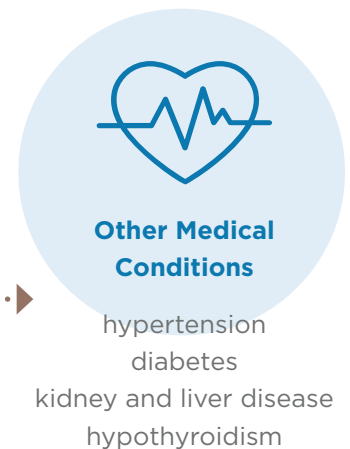 Other Medical
Conditions
hypertension
diabetes
kidney and liver disease
hypothyroidism